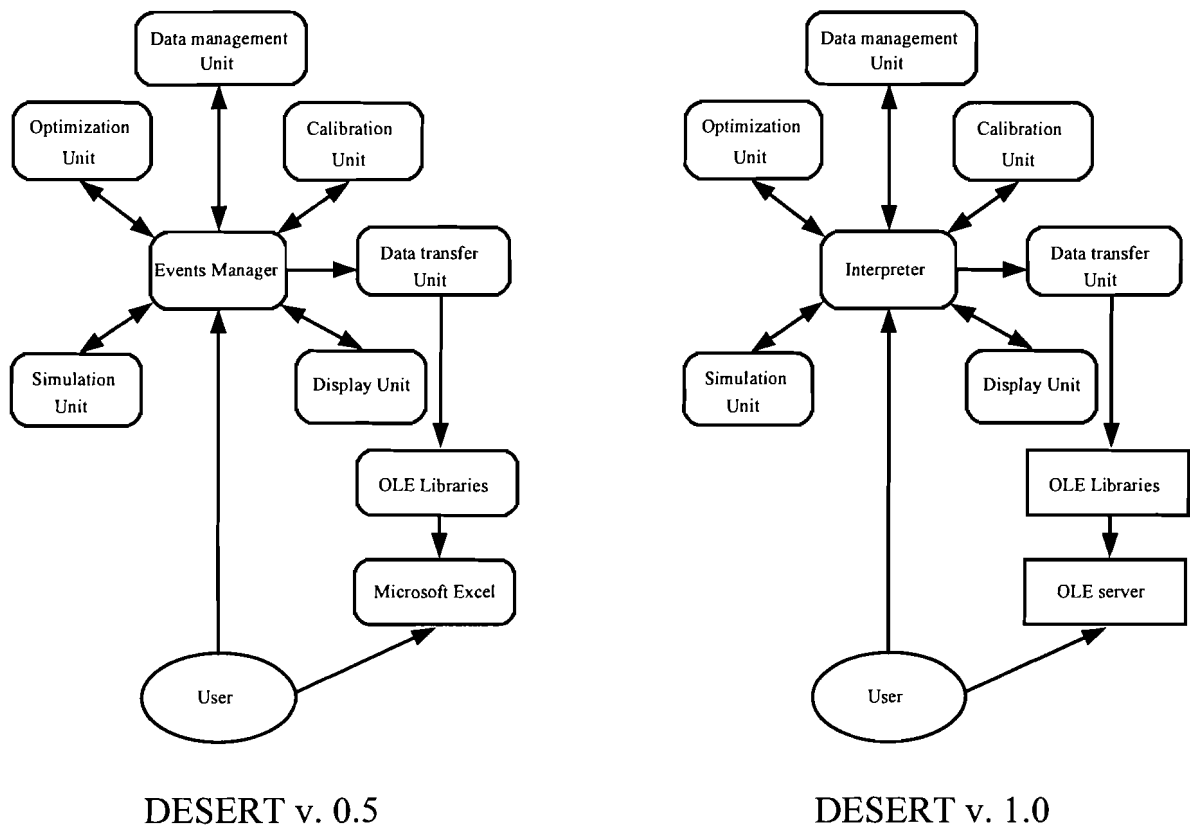 Data management
Unit
Optimization
Unit
Calibration
Unit
Events Manager
Data transfer
Unit
Simulation
Unit
Display Unit
OLE Libraries
Microsoft Excel
User
DESERT v. 0.5
Data management
Unit
Optimization
Unit
Calibration
Unit
Interpreter
Data transfer
Unit
Simulation
Unit
Display Unit
OLE Libraries
OLE server
User
DESERT v. 1.0